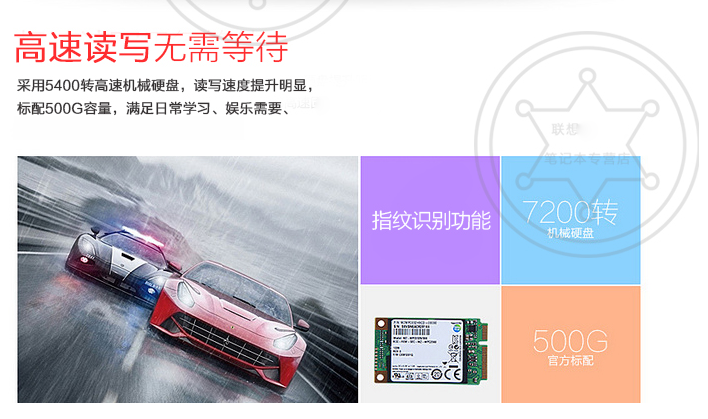 高速读写无需等待
采用5400转高速机械硬盘，读写速度提升明显，
标配500G容量，满足日常学习、娱乐需要、
联想
笔记本专营店
指纹识别功能
7200转
机械硬盘
500G
官方标配